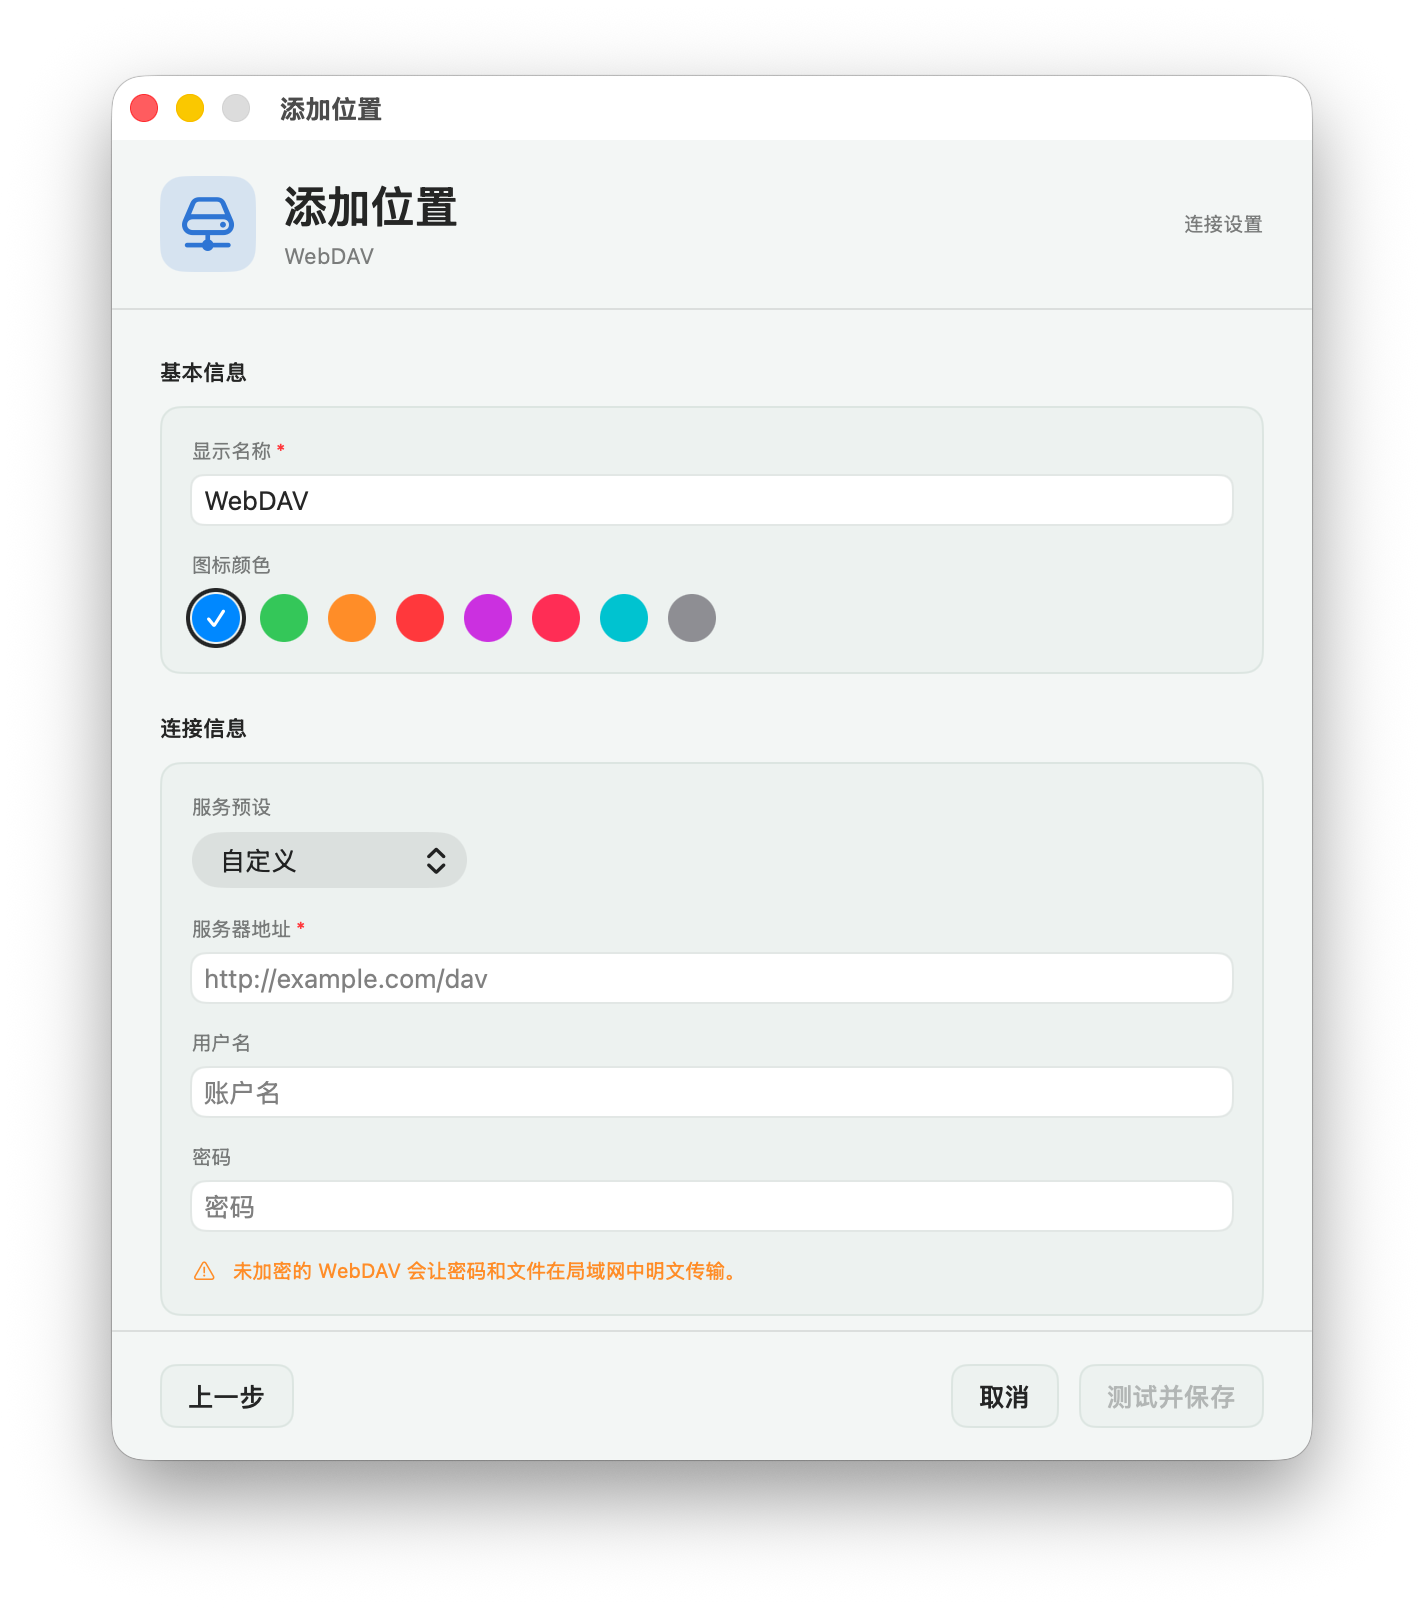 添加位置
添加位置
WebDAV
连接设置
基本信息
显示名称 *
WebDAV
图标颜色
连接信息
服务预设
自定义
服务器地址 *
http://example.com/dav
用户名
账户名
密码
密码
未加密的 WebDAV 会让密码和文件在局域网中明文传输。
上一步
取消
测试并保存